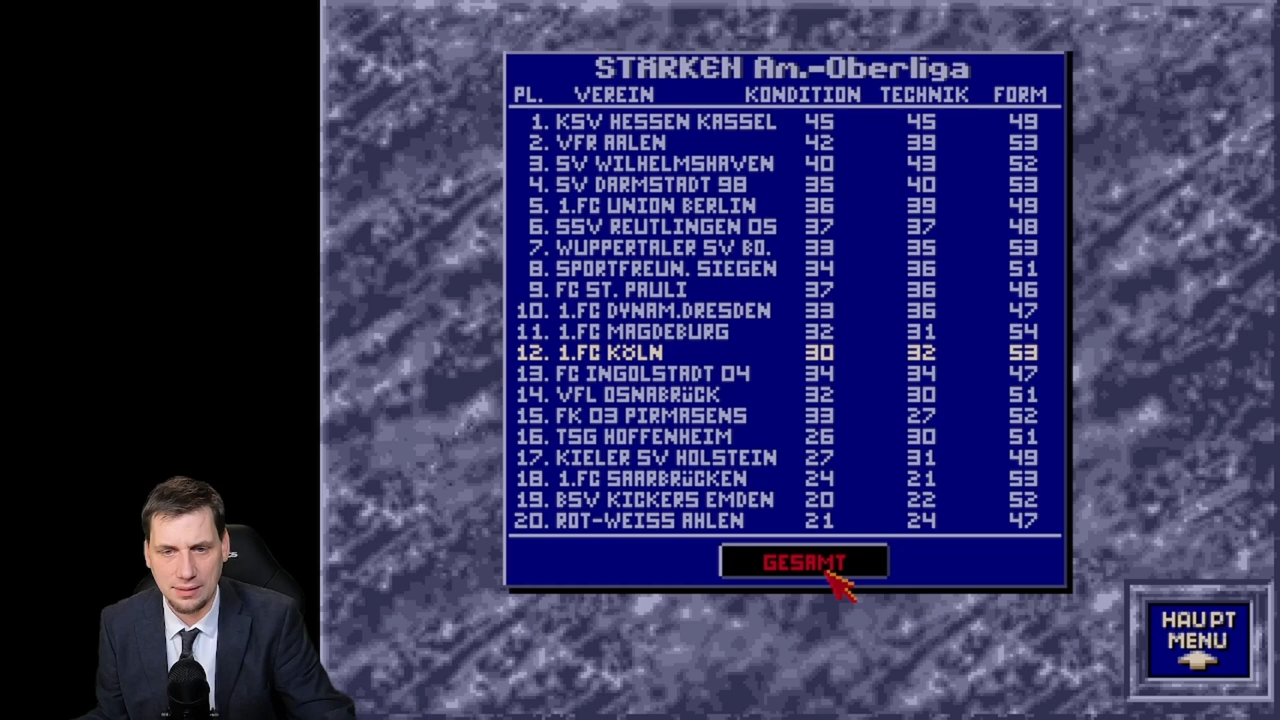 STÄRKEN Am.-Oberliga
PL. VEREIN KONDITION TECHNIK FORM
1. KSV HESSEN KASSEL 45 45 49
2. VFR AALEN 42 39 53
3. SV WILHELMSHAVEN 40 43 52
4. SV DARMSTADT 98 35 40 53
5. 1.FC UNION BERLIN 36 39 49
6. SSV REUTLINGEN 05 37 37 48
7. WUPPERTALER SV BO. 33 35 53
8. SPORTFREUN. SIEGEN 34 36 51
9. FC ST. PAULI 37 36 46
10. 1.FC DYNAM.DRESDEN 33 36 47
11. 1.FC MAGDEBURG 32 31 54
12. 1.FC KÖLN 30 32 53
13. FC INGOLSTADT 04 34 34 47
14. VFL OSNABRüCK 32 30 51
15. FK 03 PIRMASENS 33 27 52
16. TSG HOFFENHEIM 26 30 51
17. KIELER SV HOLSTEIN 27 31 49
18. 1.FC SAARBRüCKEN 24 21 53
19. BSV KICKERS EMDEN 20 22 52
20. ROT-WEISS AHLEN 21 24 47
GESAMT
HAUPT
MENU